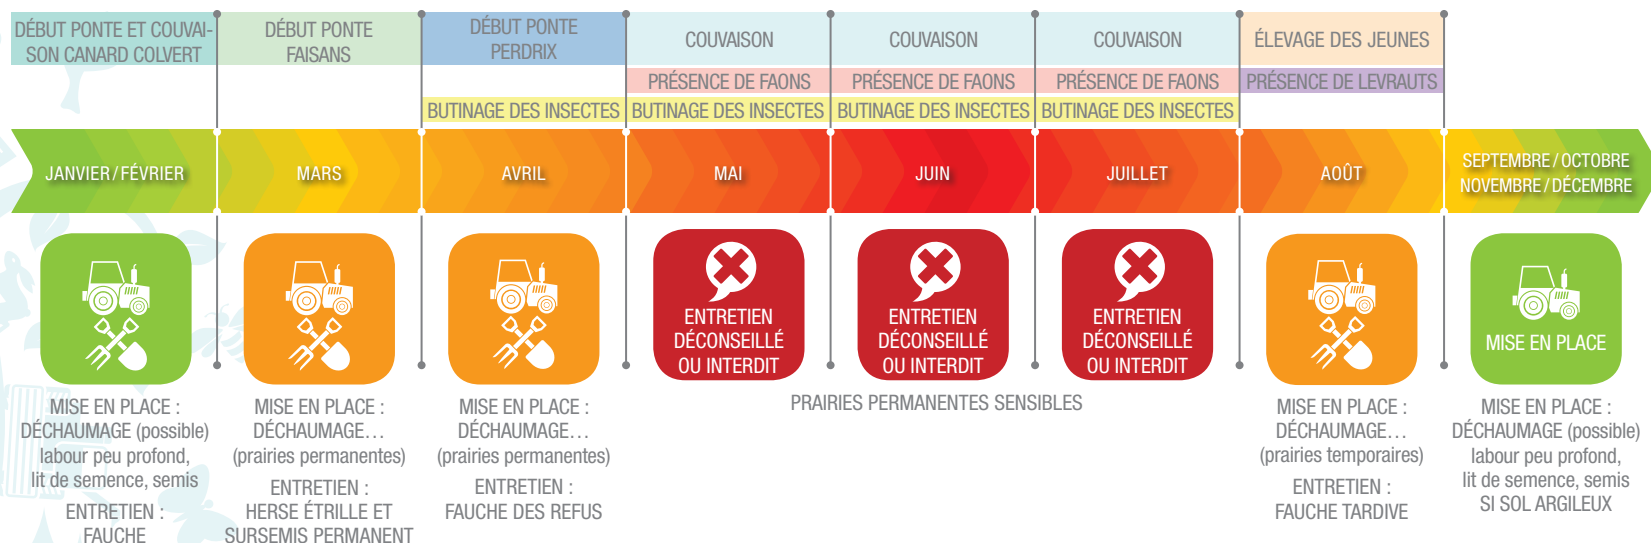 DÉBUT PONTE ET COUVAI-
SON CANARD COLVERT
DÉBUT PONTE
FAISANS
DÉBUT PONTE
PERDRIX
COUVAISON
COUVAISON
COUVAISON
ÉLEVAGE DES JEUNES
PRÉSENCE DE FAONS
PRÉSENCE DE FAONS
PRÉSENCE DE FAONS
PRÉSENCE DE LEVRAUTS
BUTINAGE DES INSECTES
BUTINAGE DES INSECTES
BUTINAGE DES INSECTES
BUTINAGE DES INSECTES
JANVIER / FÉVRIER
MARS
AVRIL
MAI
JUIN
JUILLET
AOÛT
SEPTEMBRE / OCTOBRE
NOVEMBRE / DÉCEMBRE
ENTRETIEN
DÉCONSEILLÉ
OU INTERDIT
ENTRETIEN
DÉCONSEILLÉ
OU INTERDIT
ENTRETIEN
DÉCONSEILLÉ
OU INTERDIT
MISE EN PLACE
MISE EN PLACE :
DÉCHAUMAGE (possible)
labour peu profond,
lit de semence, semis
ENTRETIEN :
FAUCHE
MISE EN PLACE :
DÉCHAUMAGE...
(prairies permanentes)
ENTRETIEN :
HERSE ÉTRILLE ET
SURSEMIS PERMANENT
MISE EN PLACE :
DÉCHAUMAGE...
(prairies permanentes)
ENTRETIEN :
FAUCHE DES REFUS
PRAIRIES PERMANENTES SENSIBLES
MISE EN PLACE :
DÉCHAUMAGE...
(prairies temporaires)
ENTRETIEN :
FAUCHE TARDIVE
MISE EN PLACE :
DÉCHAUMAGE (possible)
labour peu profond,
lit de semence, semis
SI SOL ARGILEUX